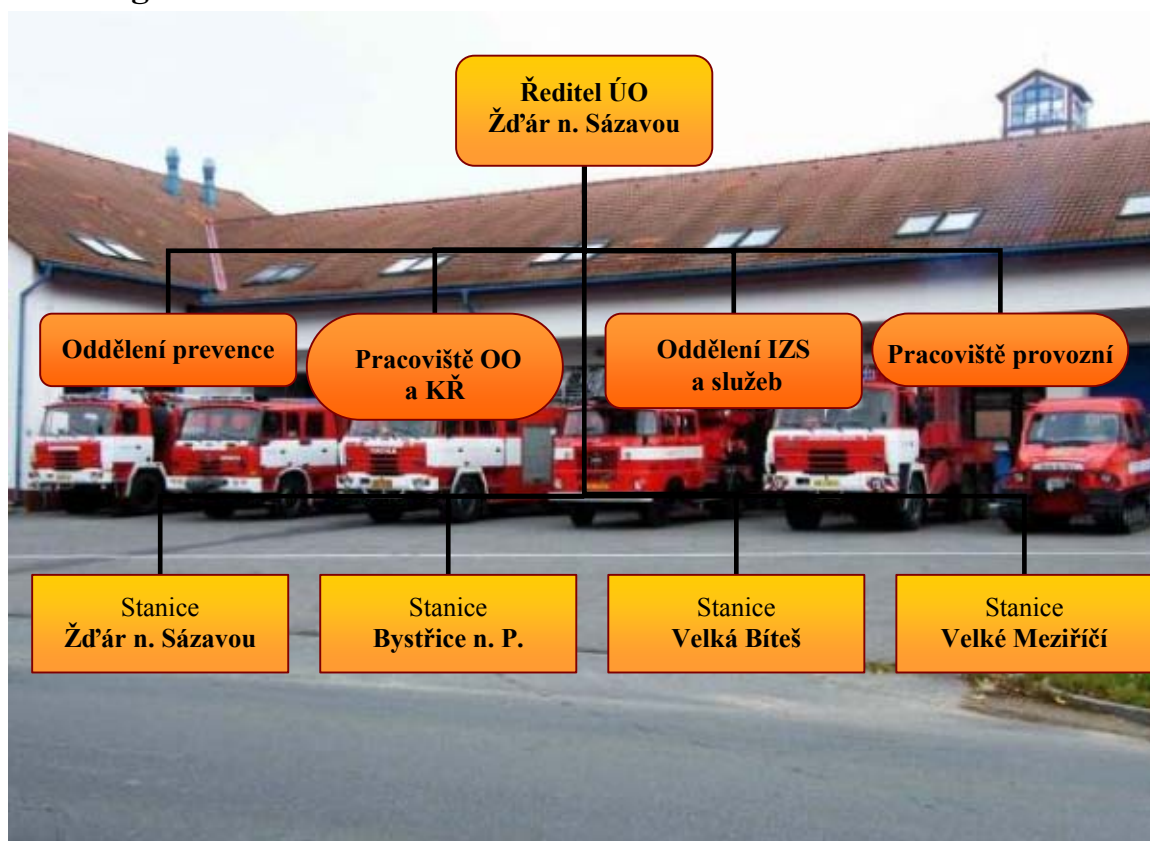 Ředitel ÚO
Žďár n. Sázavou
Oddělení prevence
Pracoviště OO
a KŘ
Oddělení IZS
a služeb
Pracoviště provozní
Stanice
Žďár n. Sázavou
Stanice
Bystřice n. P.
Stanice
Velká Bíteš
Stanice
Velké Meziříčí